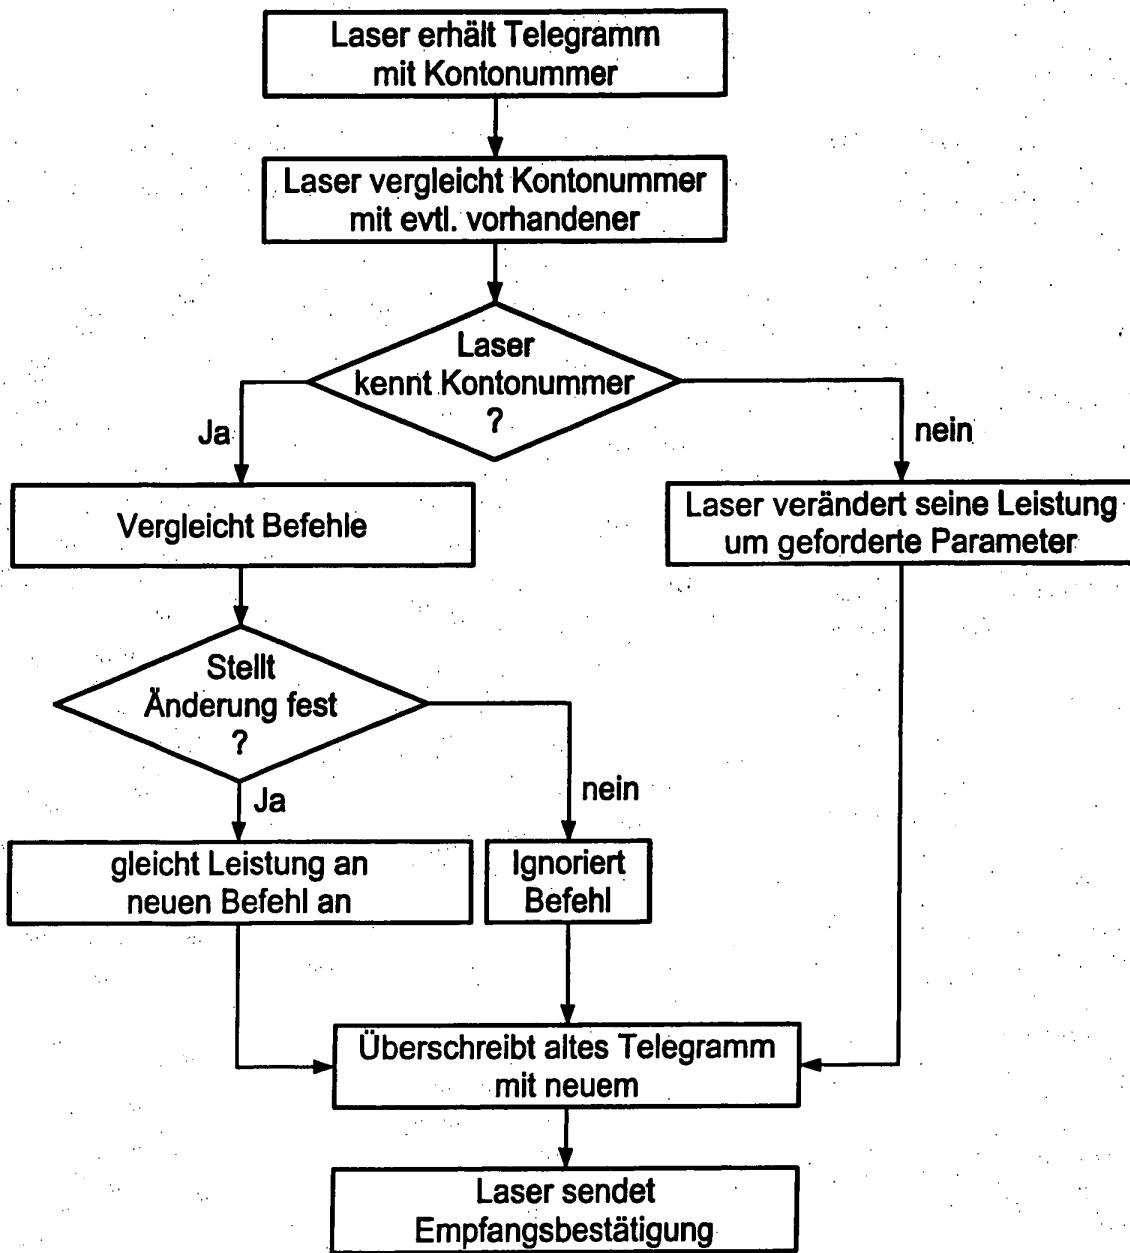 Laser erhält Telegramm
mit Kontonummer
Laser vergleicht Kontonummer
mit evtl. vorhandener
Laser
kennt Kontonummer
?
Ja
nein
Vergleicht Befehle
Laser verändert seine Leistung
um geforderte Parameter
Stellt
Änderung fest
?
Ja
nein
gleicht Leistung an
neuen Befehl an
Ignoriert
Befehl
Überschreibt altes Telegramm
mit neuem
Laser sendet
Empfangsbestätigung